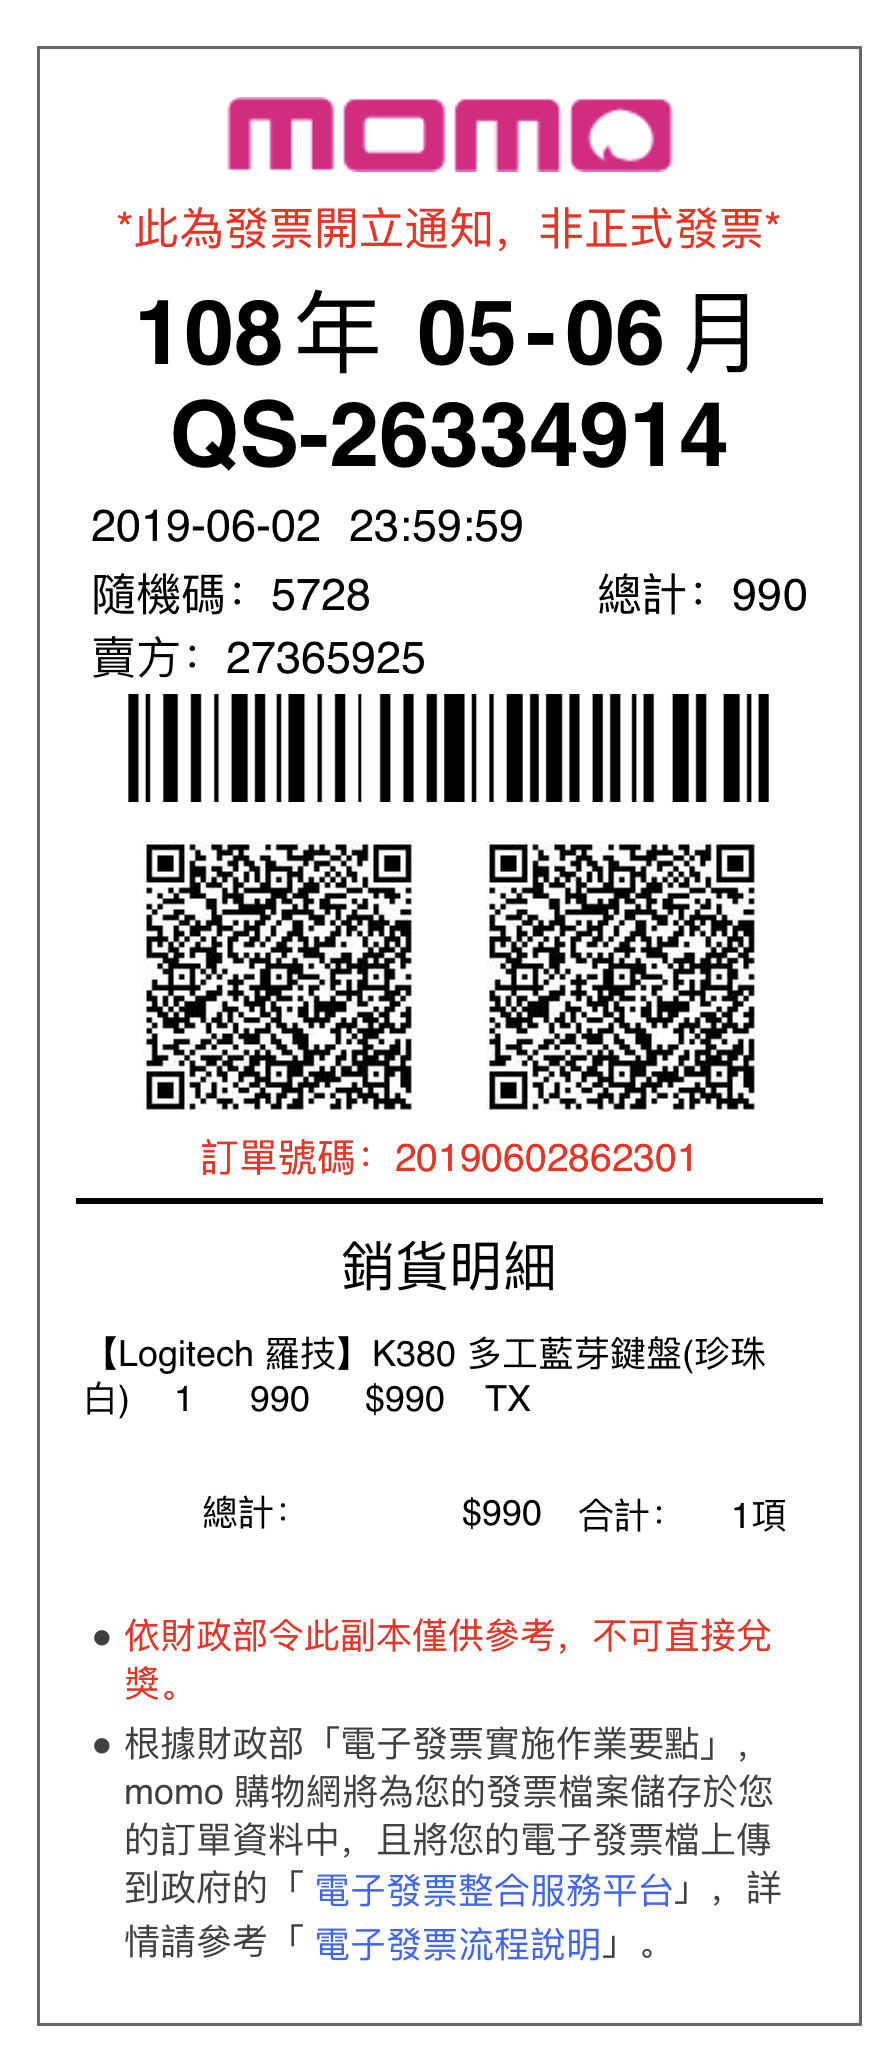 momo
*此為發票開立通知，非正式發票*
108年 05-06月
QS-26334914
2019-06-02 23:59:59
隨機碼：5728 總計：990
賣方：27365925
訂單號碼：20190602862301
銷貨明細
【Logitech 羅技】K380 多工藍芽鍵盤(珍珠
白) 1 990 $990 TX
總計： $990 合計： 1項
● 依財政部令此副本僅供參考，不可直接兌
獎。
● 根據財政部「電子發票實施作業要點」，
momo 購物網將為您的發票檔案儲存於您
的訂單資料中，且將您的電子發票檔上傳
到政府的「 電子發票整合服務平台」，詳
情請參考「 電子發票流程說明」。